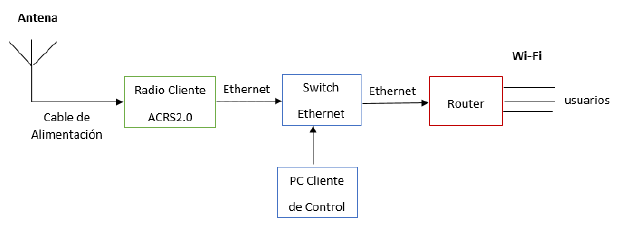 Antena
Wi-Fi
Radio Cliente
ACRS2.0
Ethernet
Switch
Ethernet
Ethernet
Router
usuarios
Cable de
Alimentación
PC Cliente
de Control